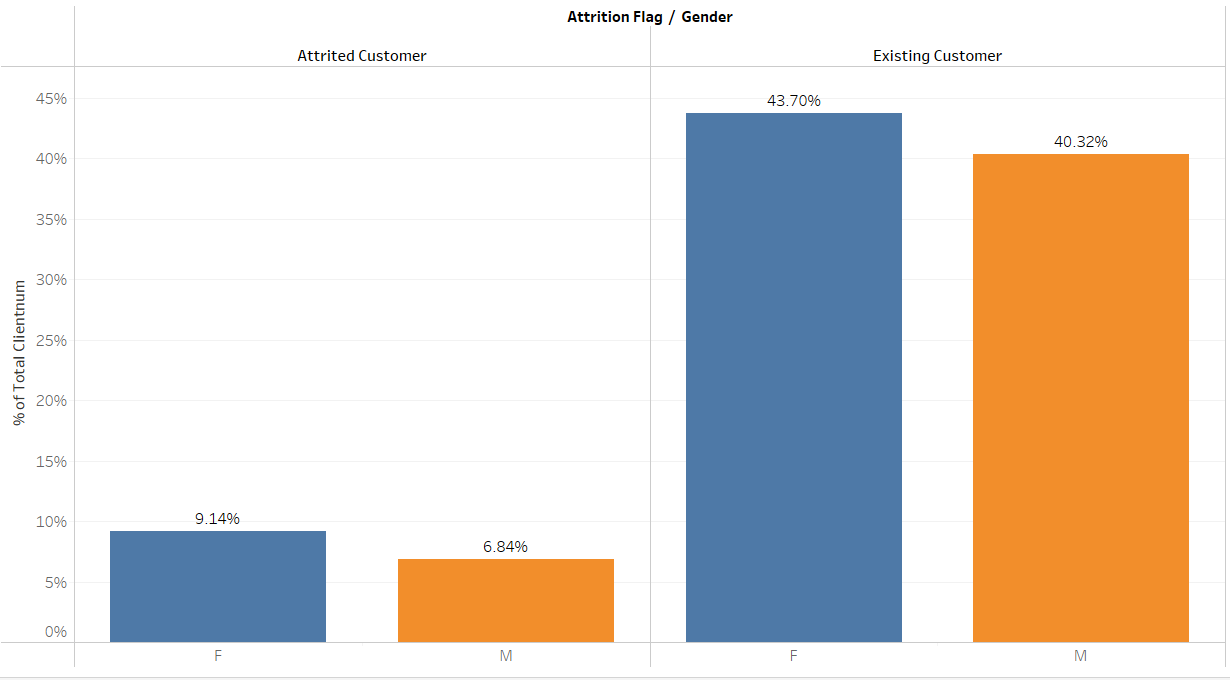 Attrition Flag / Gender
Attrited Customer
Existing Customer
% of Total Clientnum
45%
40%
35%
30%
25%
20%
15%
10%
5%
0%
9.14%
6.84%
43.70%
40.32%
F
M
F
M